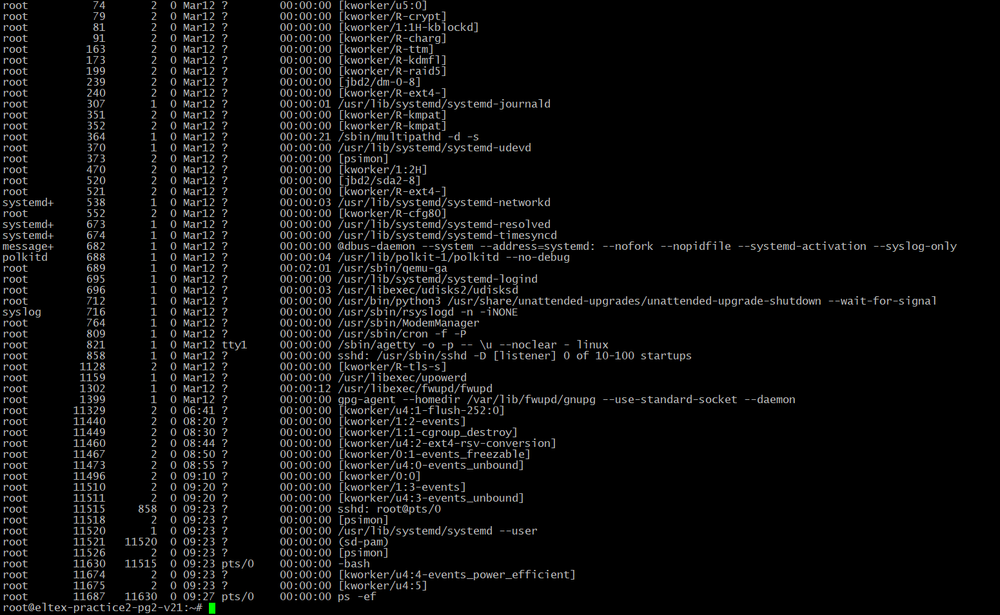 root          74       2  0 Mar12 ?        00:00:00 [kworker/u5:0]
root          79       2  0 Mar12 ?        00:00:00 [kworker/R-crypt]
root          81       2  0 Mar12 ?        00:00:00 [kworker/1:1H-kblockd]
root          91       2  0 Mar12 ?        00:00:00 [kworker/R-charg]
root         163       2  0 Mar12 ?        00:00:00 [kworker/R-ttm]
root         173       2  0 Mar12 ?        00:00:00 [kworker/R-kdmfl]
root         199       2  0 Mar12 ?        00:00:00 [kworker/R-raid5]
root         239       2  0 Mar12 ?        00:00:00 [jbd2/dm-0-8]
root         240       2  0 Mar12 ?        00:00:00 [kworker/R-ext4-]
root         307       1  0 Mar12 ?        00:00:01 /usr/lib/systemd/systemd-journald
root         351       2  0 Mar12 ?        00:00:00 [kworker/R-kmpat]
root         352       2  0 Mar12 ?        00:00:00 [kworker/R-kmpat]
root         364       1  0 Mar12 ?        00:00:21 /sbin/multipathd -d -s
root         370       1  0 Mar12 ?        00:00:00 /usr/lib/systemd/systemd-udevd
root         373       2  0 Mar12 ?        00:00:00 [psimon]
root         470       2  0 Mar12 ?        00:00:00 [kworker/1:2H]
root         520       2  0 Mar12 ?        00:00:00 [jbd2/sda2-8]
root         521       2  0 Mar12 ?        00:00:00 [kworker/R-ext4-]
systemd+     538       1  0 Mar12 ?        00:00:03 /usr/lib/systemd/systemd-networkd
root         552       2  0 Mar12 ?        00:00:00 [kworker/R-cfg80]
systemd+     673       1  0 Mar12 ?        00:00:00 /usr/lib/systemd/systemd-resolved
systemd+     674       1  0 Mar12 ?        00:00:00 /usr/lib/systemd/systemd-timesyncd
message+     682       1  0 Mar12 ?        00:00:00 @dbus-daemon --system --address=systemd: --nofork --nopidfile --systemd-activation --syslog-only
polkitd      688       1  0 Mar12 ?        00:00:04 /usr/lib/polkit-1/polkitd --no-debug
root         689       1  0 Mar12 ?        00:02:01 /usr/sbin/qemu-ga
root         695       1  0 Mar12 ?        00:00:00 /usr/lib/systemd/systemd-logind
root         696       1  0 Mar12 ?        00:00:03 /usr/libexec/udisks2/udisksd
root         712       1  0 Mar12 ?        00:00:00 /usr/bin/python3 /usr/share/unattended-upgrades/unattended-upgrade-shutdown --wait-for-signal
syslog       716       1  0 Mar12 ?        00:00:00 /usr/sbin/rsyslogd -n -iNONE
root         764       1  0 Mar12 ?        00:00:00 /usr/sbin/ModemManager
root         809       1  0 Mar12 ?        00:00:00 /usr/sbin/cron -f -P
root         821       1  0 Mar12 tty1     00:00:00 /sbin/agetty -o -p -- \u --noclear - linux
root         858       1  0 Mar12 ?        00:00:00 sshd: /usr/sbin/sshd -D [listener] 0 of 10-100 startups
root        1128       2  0 Mar12 ?        00:00:00 [kworker/R-tls-s]
root        1159       1  0 Mar12 ?        00:00:00 /usr/libexec/upowerd
root        1302       1  0 Mar12 ?        00:00:12 /usr/libexec/fwupd/fwupd
root        1399       1  0 Mar12 ?        00:00:00 gpg-agent --homedir /var/lib/fwupd/gnupg --use-standard-socket --daemon
root       11329       2  0 06:41 ?        00:00:00 [kworker/u4:1-flush-252:0]
root       11440       2  0 08:20 ?        00:00:00 [kworker/1:2-events]
root       11449       2  0 08:30 ?        00:00:00 [kworker/1:1-cgroup_destroy]
root       11460       2  0 08:44 ?        00:00:00 [kworker/u4:2-ext4-rsv-conversion]
root       11467       2  0 08:50 ?        00:00:00 [kworker/0:1-events_freezable]
root       11473       2  0 08:55 ?        00:00:00 [kworker/u4:0-events_unbound]
root       11496       2  0 09:10 ?        00:00:00 [kworker/0:0]
root       11510       2  0 09:20 ?        00:00:00 [kworker/1:3-events]
root       11511       2  0 09:20 ?        00:00:00 [kworker/u4:3-events_unbound]
root       11515     858  0 09:23 ?        00:00:00 sshd: root@pts/0
root       11518       2  0 09:23 ?        00:00:00 [psimon]
root       11520       1  0 09:23 ?        00:00:00 /usr/lib/systemd/systemd --user
root       11521   11520  0 09:23 ?        00:00:00 (sd-pam)
root       11526       2  0 09:23 ?        00:00:00 [psimon]
root       11630   11515  0 09:23 pts/0    00:00:00 -bash
root       11674       2  0 09:23 ?        00:00:00 [kworker/u4:4-events_power_efficient]
root       11675       2  0 09:23 ?        00:00:00 [kworker/u4:5]
root       11687   11630  0 09:27 pts/0    00:00:00 ps -ef
root@eltex-practice2-pg2-v21:~#